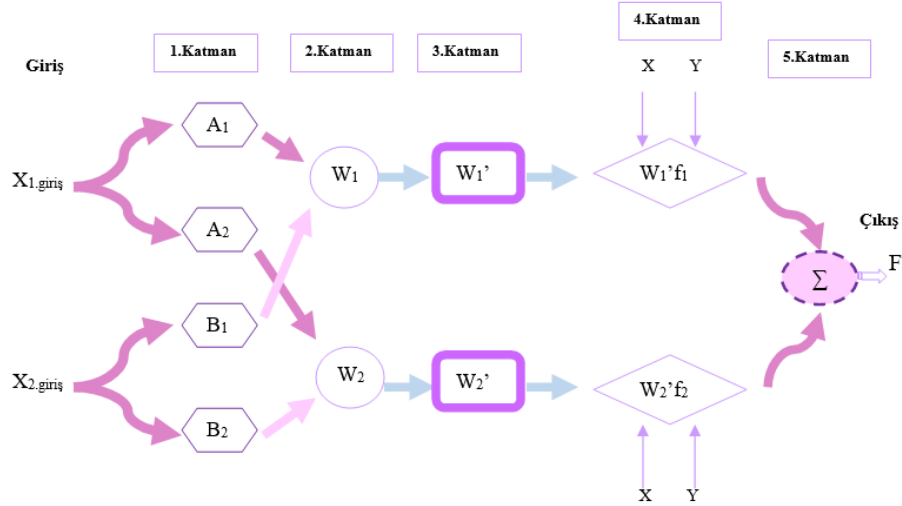 Giriş
1.Katman
2.Katman
3.Katman
4.Katman
5.Katman
X Y
X1.giriş
A1
A2
W1
W1’
W1’f1
Çıkış
∑
F
X2.giriş
B1
B2
W2
W2’
W2’f2
X Y